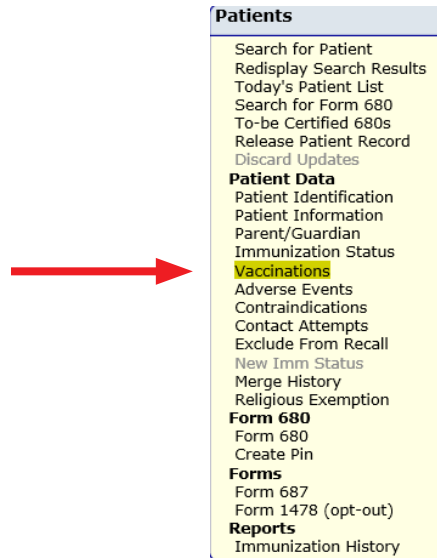 Patients
Search for Patient
Redisplay Search Results
Today's Patient List
Search for Form 680
To-be Certified 680s
Release Patient Record
Discard Updates
Patient Data
Patient Identification
Patient Information
Parent/Guardian
Immunization Status
Vaccinations
Adverse Events
Contraindications
Contact Attempts
Exclude From Recall
New Imm Status
Merge History
Religious Exemption
Form 680
Form 680
Create Pin
Forms
Form 687
Form 1478 (opt-out)
Reports
Immunization History